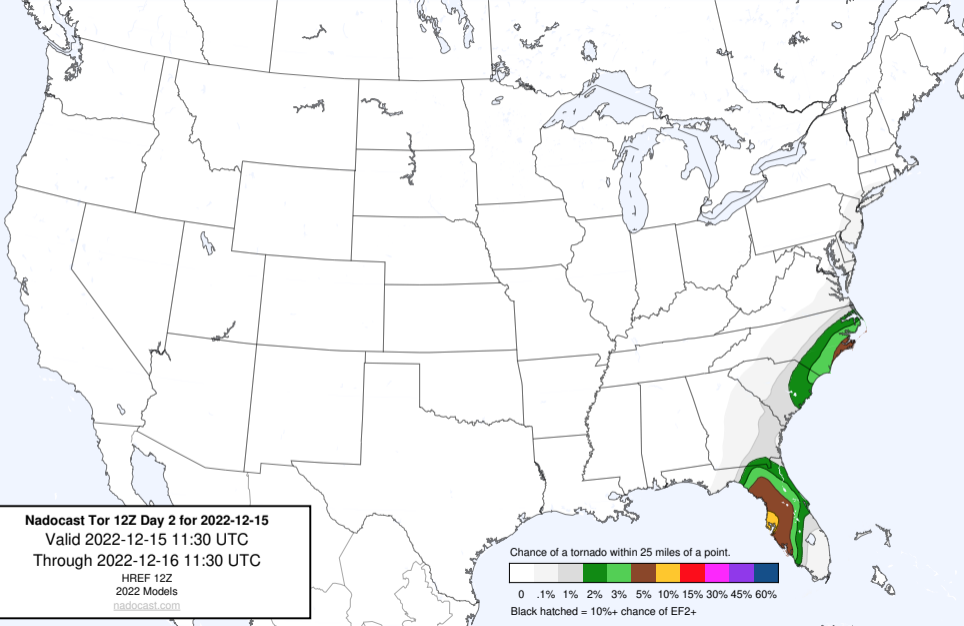 Nadocast Tor 12Z Day 2 for 2022-12-15
Valid 2022-12-15 11:30 UTC
Through 2022-12-16 11:30 UTC
HREF 12Z
2022 Models
nadocast.com
Chance of a tornado within 25 miles of a point.
0 .1% 1% 2% 3% 5% 10% 15% 30% 45% 60%
Black hatched = 10%+ chance of EF2+